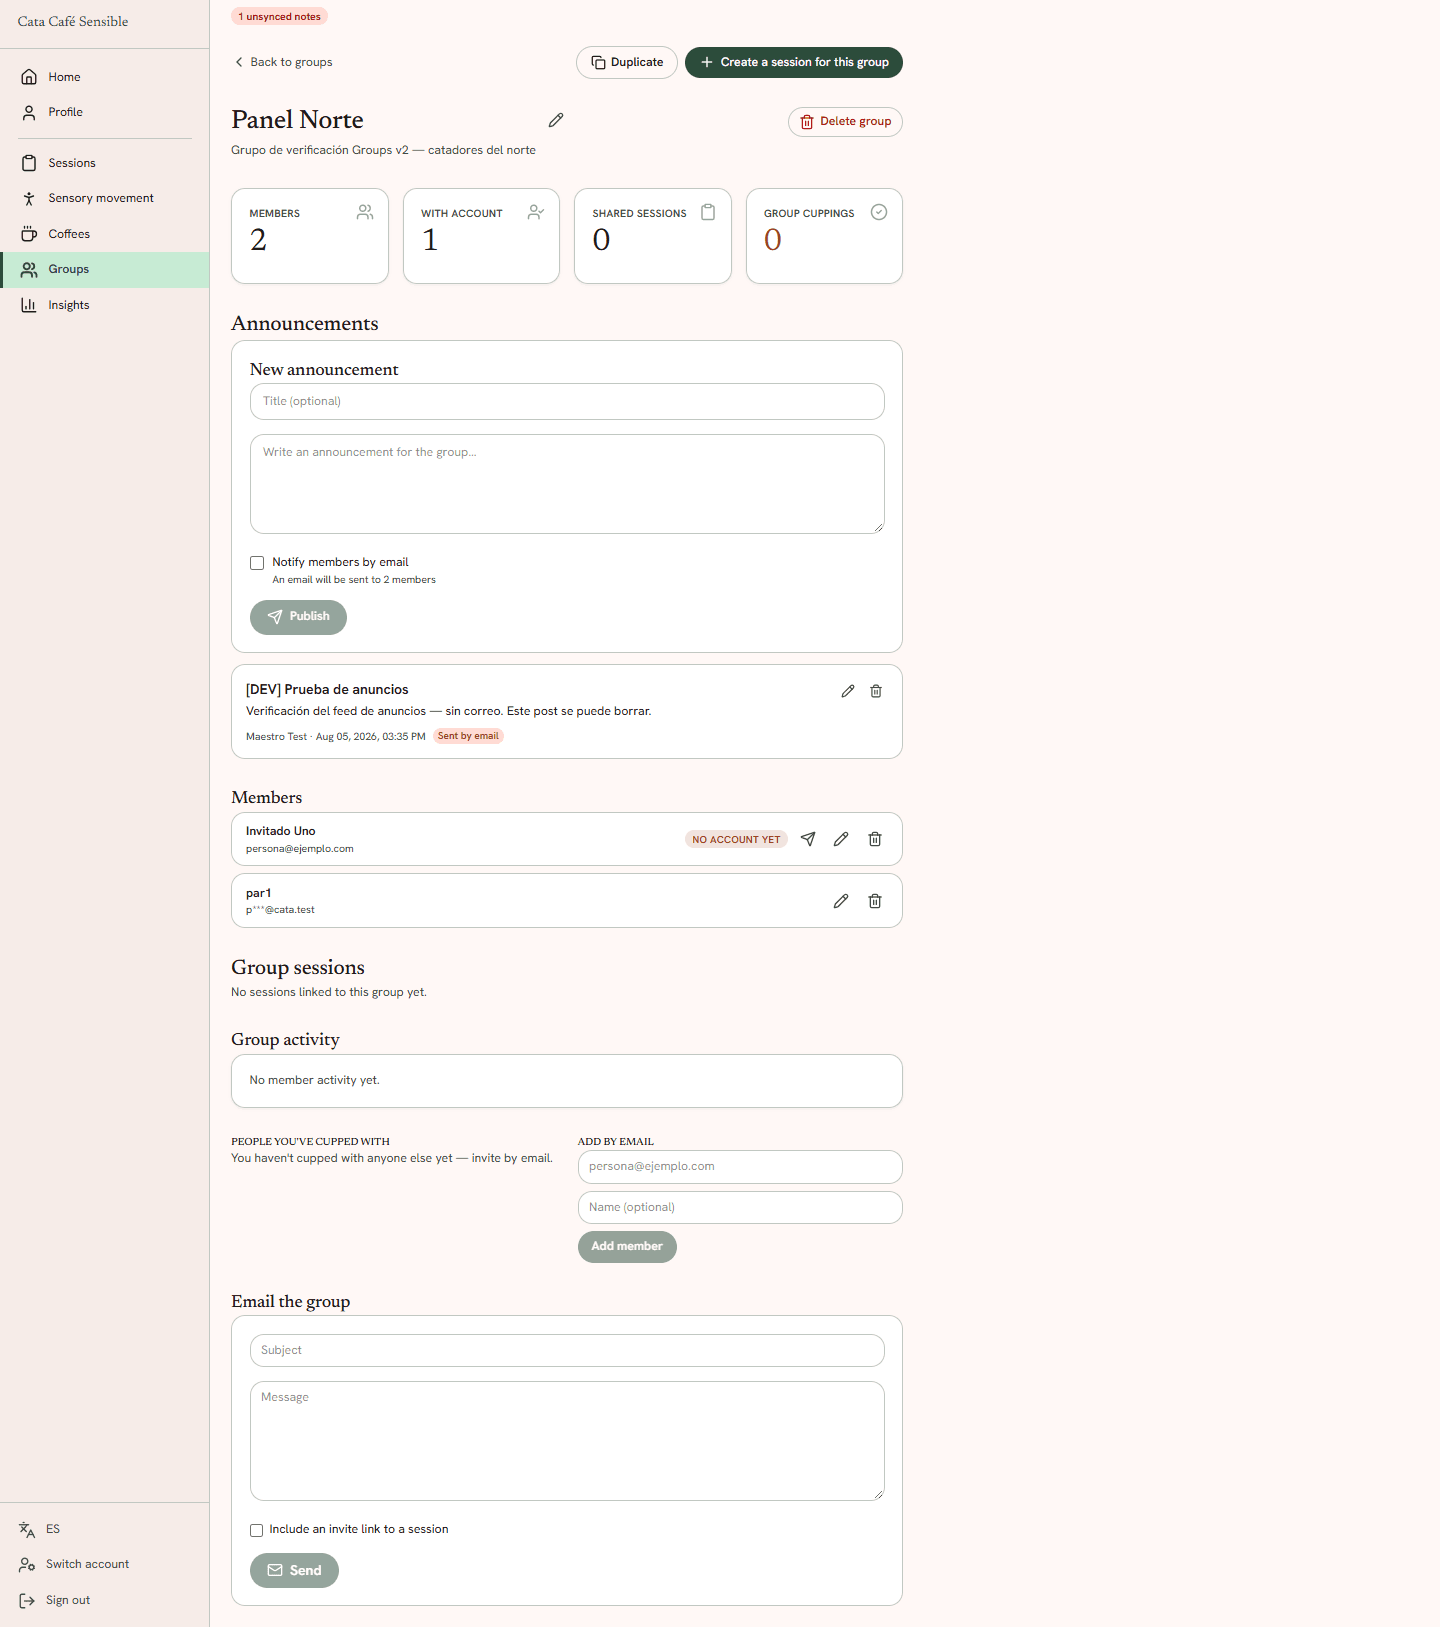 Cata Café Sensible
Home
Profile
Sessions
Sensory movement
Coffees
Groups
Insights
ES
Switch account
Sign out
1 unsynced notes
Back to groups
Duplicate
Create a session for this group
Panel Norte
Delete group
Grupo de verificación Groups v2 — catadores del norte
MEMBERS
2
WITH ACCOUNT
1
SHARED SESSIONS
0
GROUP CUPPINGS
0
Announcements
New announcement
Title (optional)
Write an announcement for the group...
Notify members by email
An email will be sent to 2 members
Publish
[DEV] Prueba de anuncios
Verificación del feed de anuncios — sin correo. Este post se puede borrar.
Maestro Test · Aug 05, 2026, 03:35 PM Sent by email
Members
Invitado Uno
persona@ejemplo.com
NO ACCOUNT YET
par1
p***@cata.test
Group sessions
No sessions linked to this group yet.
Group activity
No member activity yet.
PEOPLE YOU'VE CUPPED WITH
You haven't cupped with anyone else yet — invite by email.
ADD BY EMAIL
persona@ejemplo.com
Name (optional)
Add member
Email the group
Subject
Message
Include an invite link to a session
Send